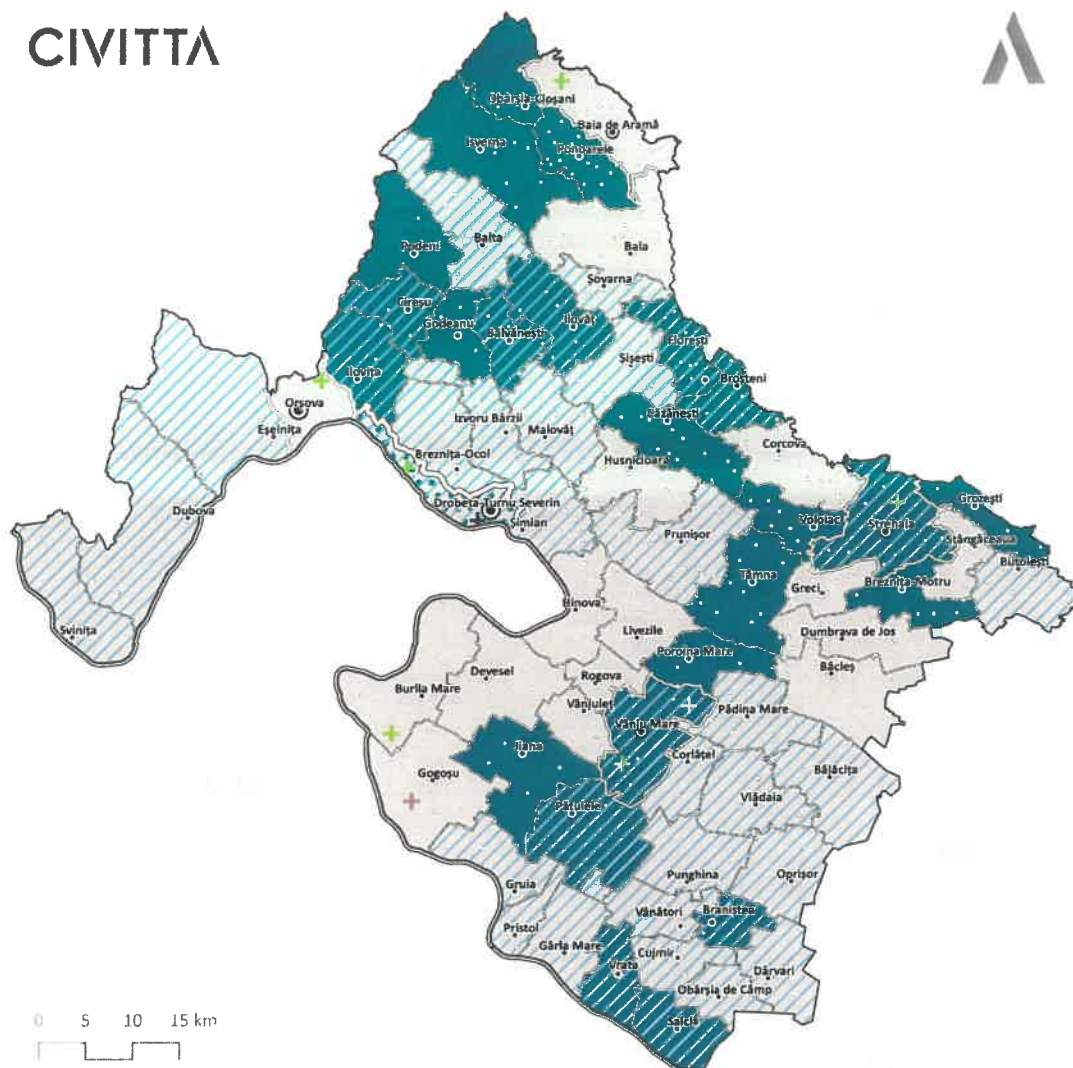 CIVITTA
Obârșia-Cloșani
Baia de Aramă
Isverna
Ponoarele
Balta
Bala
Podeni
Șovarna
Cireșu
Godeanu
Bâlvănești
Ilovăț
Florești
Șișești
Broșteni
Ilovița
Orșova
Eșelnița
Izvoru Bârzii
Malovăț
Căzănești
Corcova
Breznița-Ocol
Husnicioara
Drobeta-Turnu Severin
Șimian
Dubova
Prunișor
Voloiac
Strehaia
Grozești
Stângăceaua
Butoiești
Tâmna
Greci
Breznița-Motru
Svinița
Hinova
Livezile
Dumbrava de Jos
Poroina Mare
Bâcleș
Devesel
Rogova
Burila Mare
Vânjuleț
Vânju Mare
Pădina Mare
Jiana
Corlățel
Gogoșu
Bălăcița
Vlădaia
Pătulele
Punghina
Oprișor
Gruia
Vânători
Braniștea
Pristol
Gârla Mare
Cujmir
Vrata
Dârvari
Obârșia de Câmp
Salcia
0 5 10 15 km